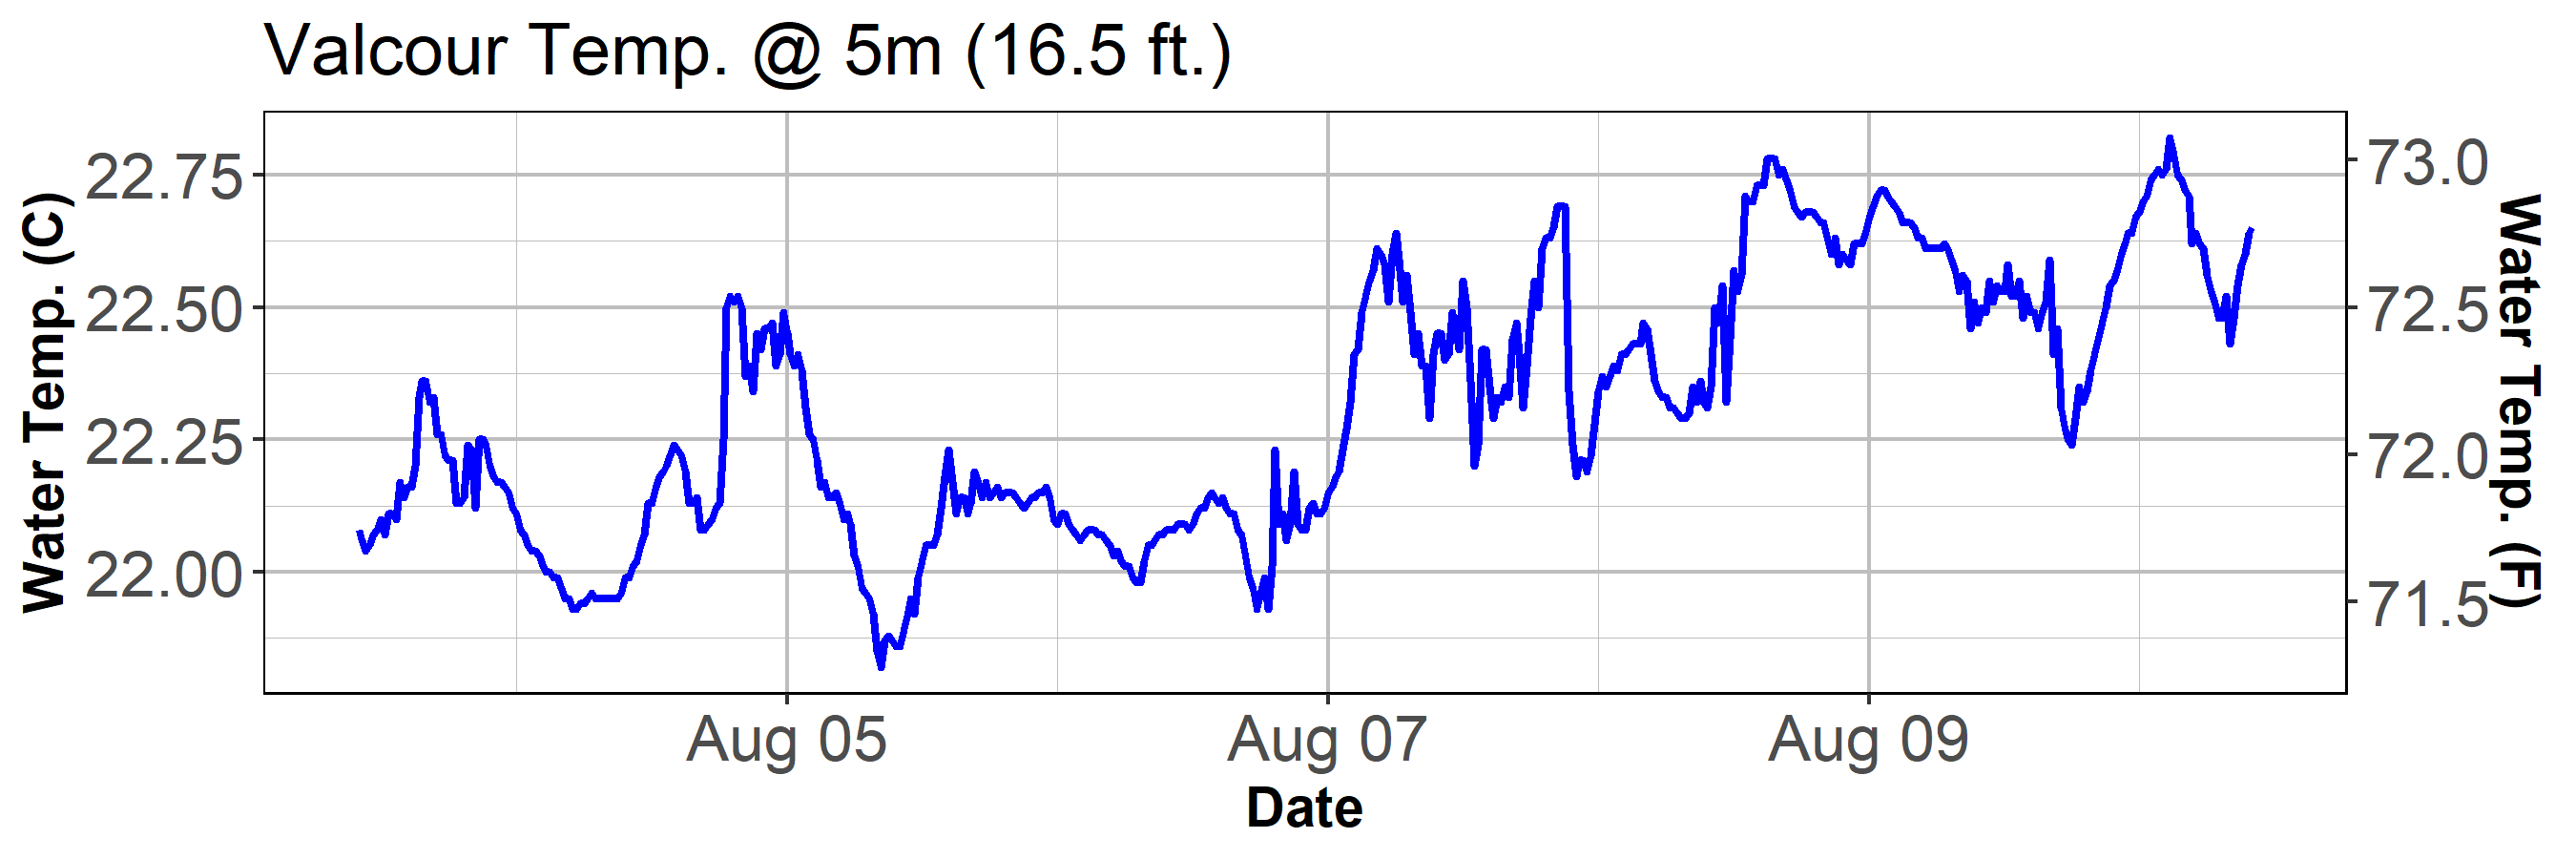 Valcour Temp. @ 5m (16.5 ft.)
Water Temp. (C)
22.75
22.50
22.25
22.00
73.0
72.5
72.0
71.5
Water Temp. (F)
Aug 05 Aug 07 Aug 09
Date